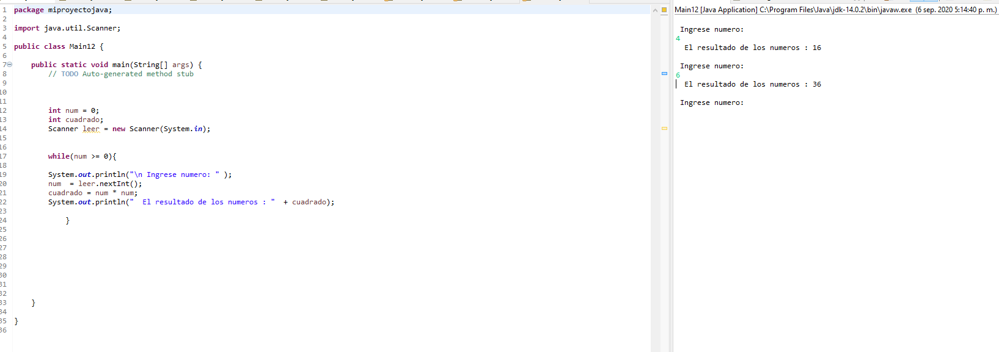 1 package miproyectojava;
2
3 import java.util.Scanner;
4
5 public class Main12 {
6
7 public static void main(String[] args) {
8 // TODO Auto-generated method stub
9
10
11
12 int num = 0;
13 int cuadrado;
14 Scanner leer = new Scanner(System.in);
15
16
17 while(num >= 0){
18
19 System.out.println("\n Ingrese numero: " );
20 num  = leer.nextInt();
21 cuadrado = num * num;
22 System.out.println("  El resultado de los numeros : "  + cuadrado);
23
24 }
25
26
27
28
29
30
31
32
33 }
34
35 }
36
Main12 [Java Application] C:\Program Files\Java\jdk-14.0.2\bin\javaw.exe (6 sep. 2020 5:14:40 p. m.)
Ingrese numero:
4
El resultado de los numeros : 16
Ingrese numero:
6
El resultado de los numeros : 36
Ingrese numero: